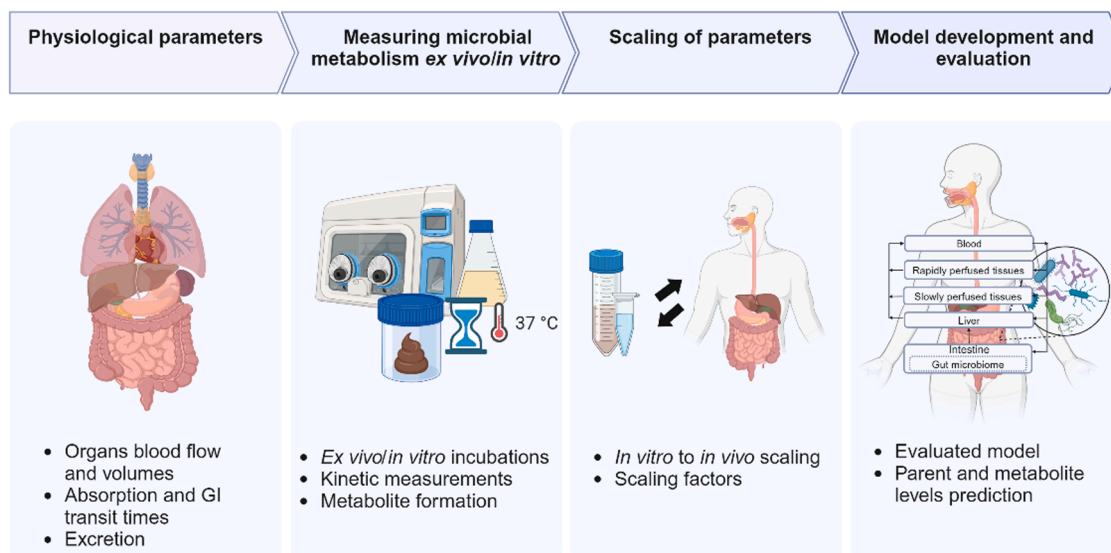 Physiological parameters
Measuring microbial
metabolism ex vivo/in vitro
Scaling of parameters
Model development and
evaluation
37 °C
Blood
Rapidly perfused tissues
Slowly perfused tissues
Liver
Intestine
Gut microbiome
• Organs blood flow
and volumes
• Absorption and GI
transit times
• Excretion
• Ex vivo/in vitro incubations
• Kinetic measurements
• Metabolite formation
• In vitro to in vivo scaling
• Scaling factors
• Evaluated model
• Parent and metabolite
levels prediction